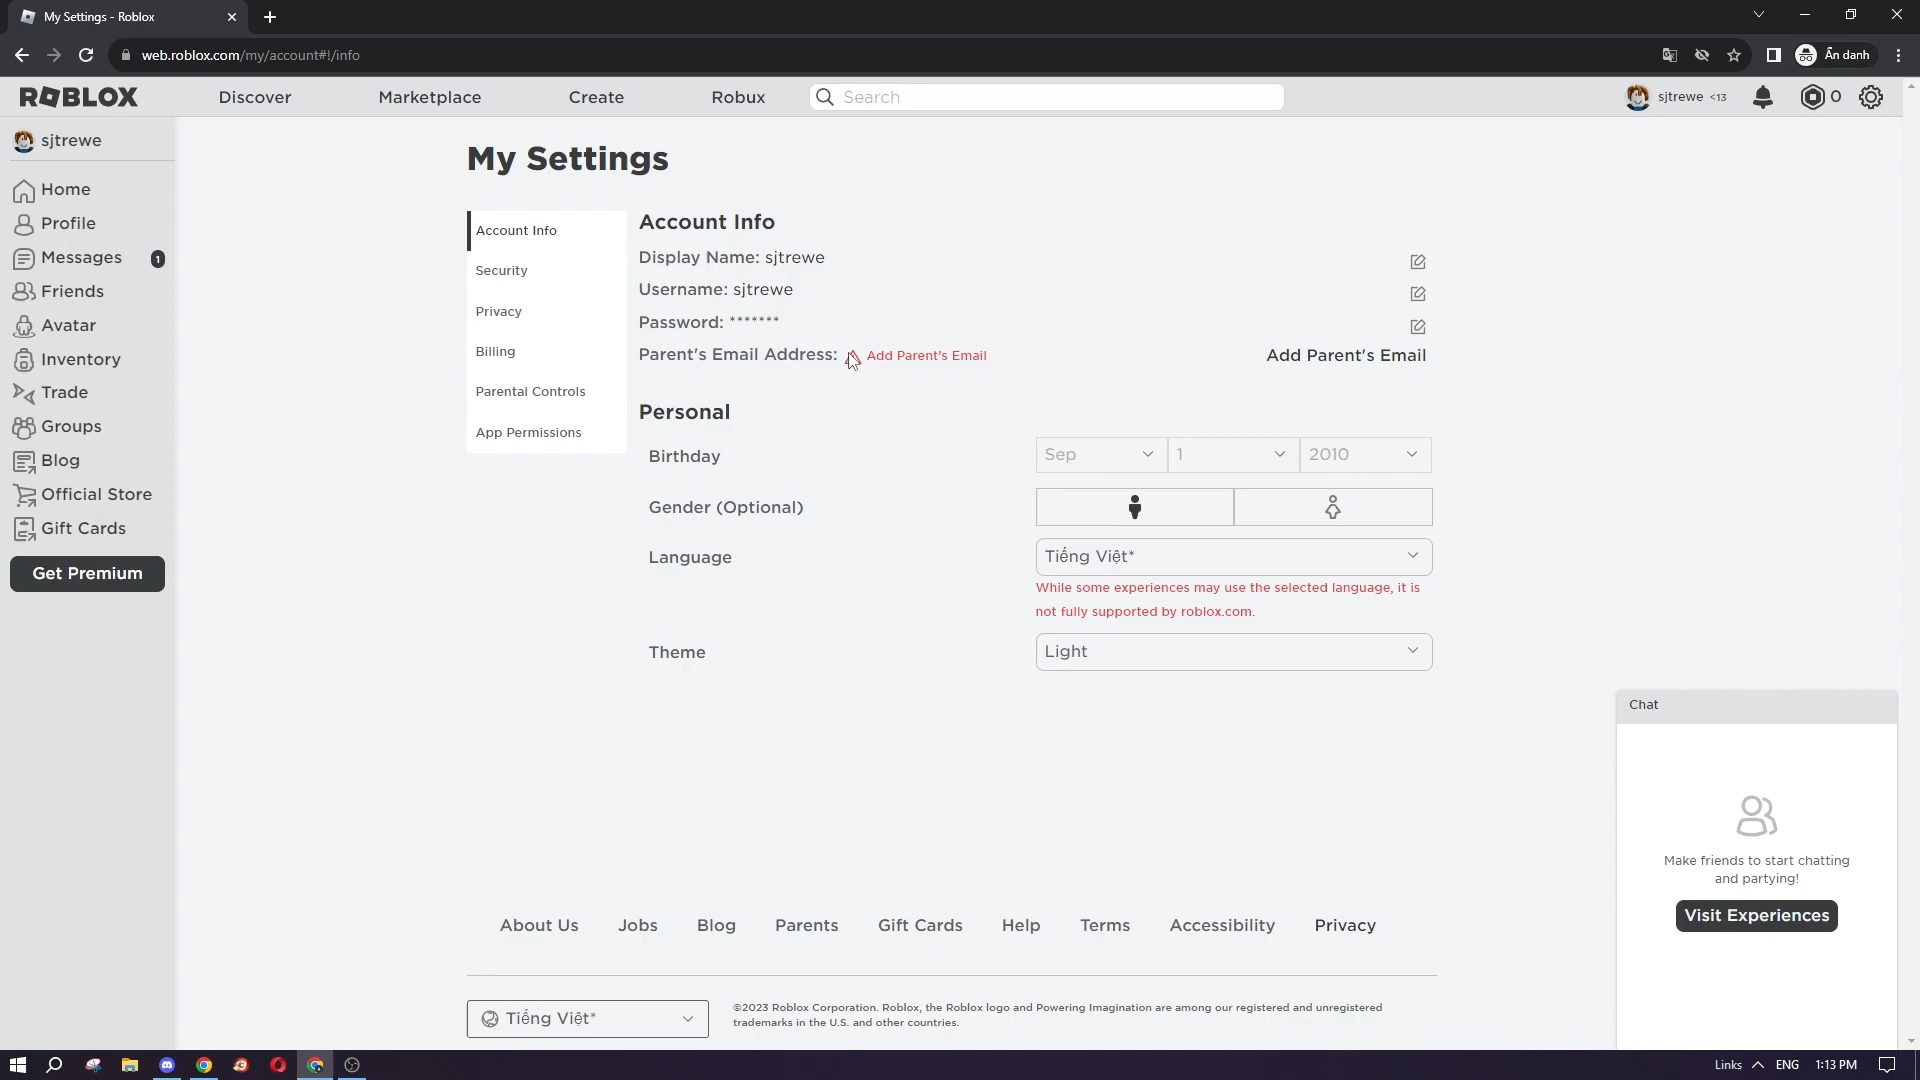 My Settings - Roblox
web.roblox.com/my/account#!/info
Ẩn danh
ROBLOX
Discover
Marketplace
Create
Robux
Search
sjtrewe <13
0
sjtrewe
Home
Profile
Messages 1
Friends
Avatar
Inventory
Trade
Groups
Blog
Official Store
Gift Cards
Get Premium
My Settings
Account Info
Security
Privacy
Billing
Parental Controls
App Permissions
Account Info
Display Name: sjtrewe
Username: sjtrewe
Password: *******
Parent's Email Address: Add Parent's Email
Add Parent's Email
Personal
Birthday
Sep 1 2010
Gender (Optional)
Language
Tiếng Việt*
While some experiences may use the selected language, it is
not fully supported by roblox.com.
Theme
Light
Chat
Make friends to start chatting
and partying!
Visit Experiences
About Us
Jobs
Blog
Parents
Gift Cards
Help
Terms
Accessibility
Privacy
Tiếng Việt*
©2023 Roblox Corporation. Roblox, the Roblox logo and Powering Imagination are among our registered and unregistered
trademarks in the U.S. and other countries.
Links
ENG
1:13 PM